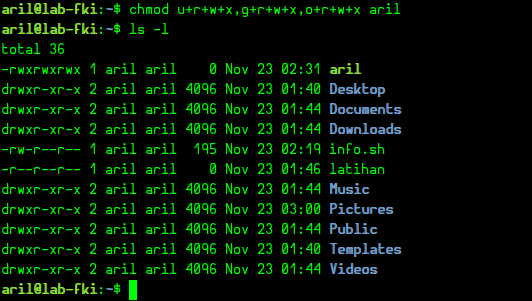 aril@lab-fki:~$ chmod u+r+w+x,g+r+w+x,o+r+w+x aril
aril@lab-fki:~$ ls -l
total 36
-rwxrwxrwx 1 aril aril    0 Nov 23 02:31 aril
drwxr-xr-x 2 aril aril 4096 Nov 23 01:40 Desktop
drwxr-xr-x 2 aril aril 4096 Nov 23 01:44 Documents
drwxr-xr-x 2 aril aril 4096 Nov 23 01:44 Downloads
-rw-r--r-- 1 aril aril  195 Nov 23 02:19 info.sh
-r--r--r-- 1 aril aril    0 Nov 23 01:46 latihan
drwxr-xr-x 2 aril aril 4096 Nov 23 01:44 Music
drwxr-xr-x 2 aril aril 4096 Nov 23 03:00 Pictures
drwxr-xr-x 2 aril aril 4096 Nov 23 01:44 Public
drwxr-xr-x 2 aril aril 4096 Nov 23 01:40 Templates
drwxr-xr-x 2 aril aril 4096 Nov 23 01:44 Videos
aril@lab-fki:~$